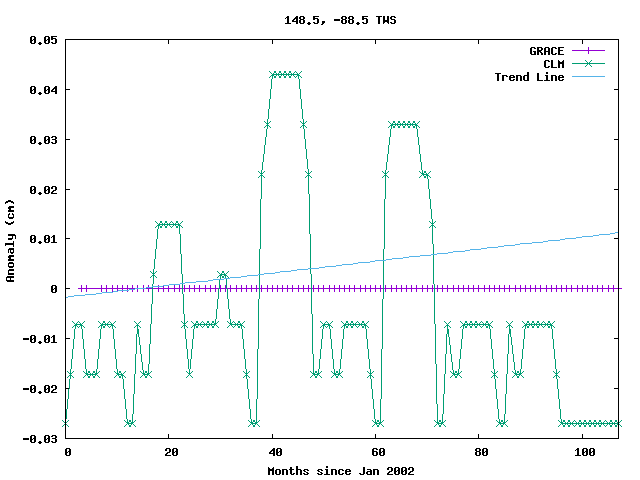 148.5, -88.5 TWS
GRACE
CLM
Trend Line
0.05
0.04
0.03
0.02
0.01
0
-0.01
-0.02
-0.03
Anomaly (cm)
0 20 40 60 80 100
Months since Jan 2002